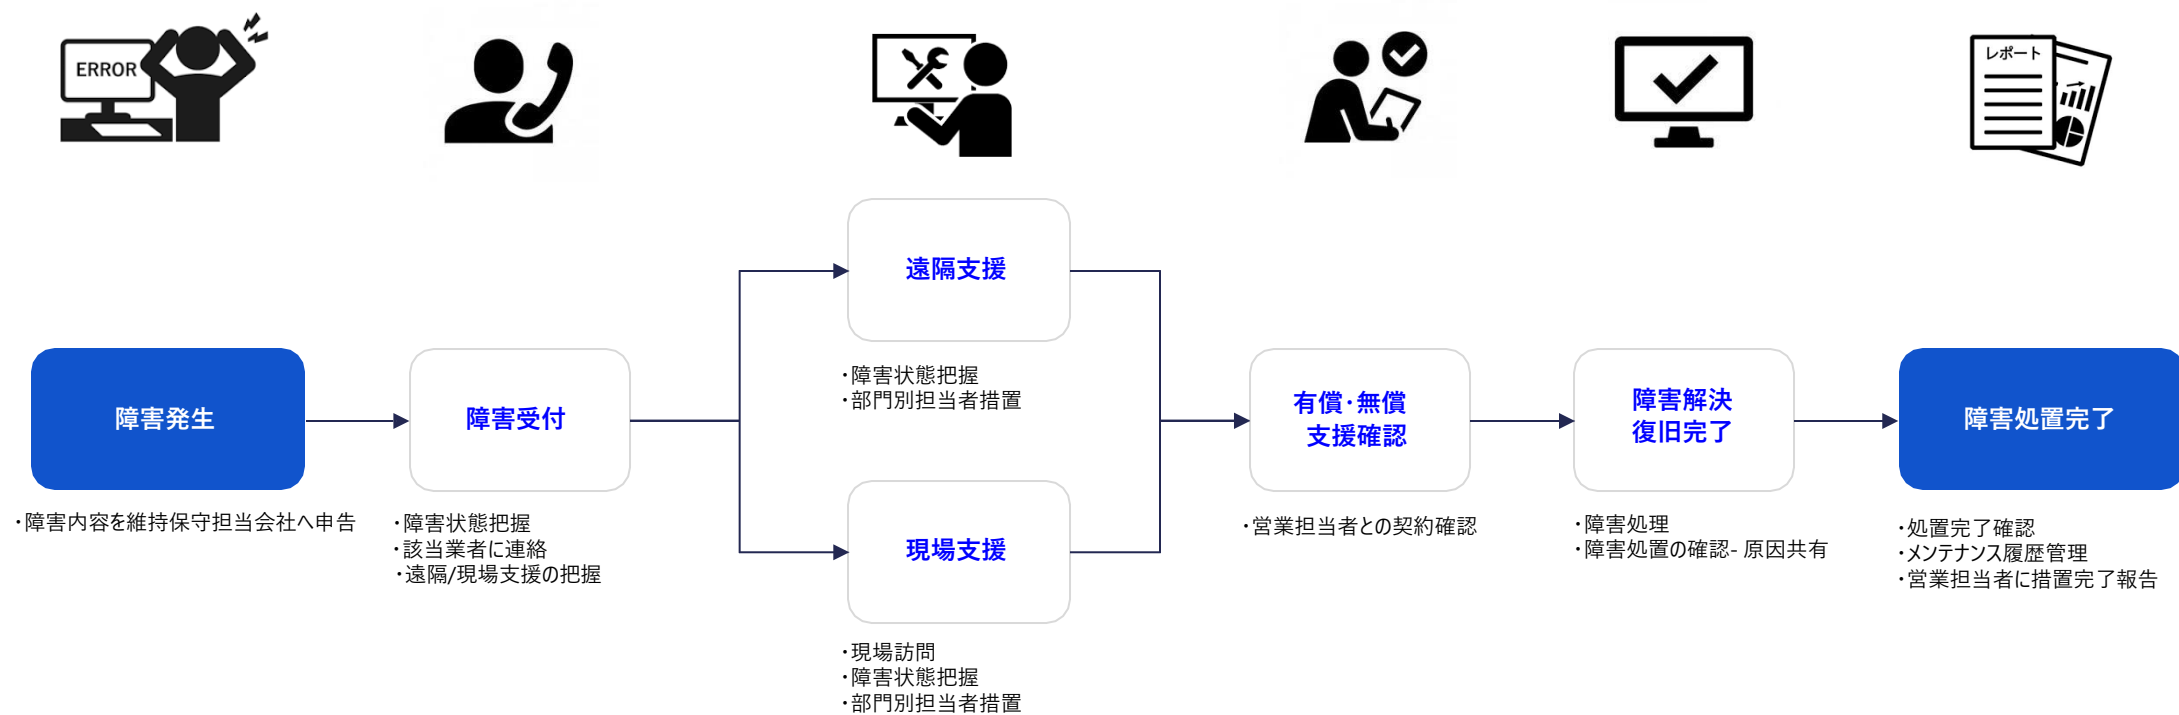 ERROR
レポート
障害発生
・障害内容を維持保守担当会社へ申告
障害受付
・障害状態把握
・該当業者に連絡
・遠隔/現場支援の把握
遠隔支援
・障害状態把握
・部門別担当者措置
現場支援
・現場訪問
・障害状態把握
・部門別担当者措置
有償・無償
支援確認
・営業担当者との契約確認
障害解決
復旧完了
・障害処理
・障害処置の確認- 原因共有
障害処置完了
・処置完了確認
・メンテナンス履歴管理
・営業担当者に措置完了報告